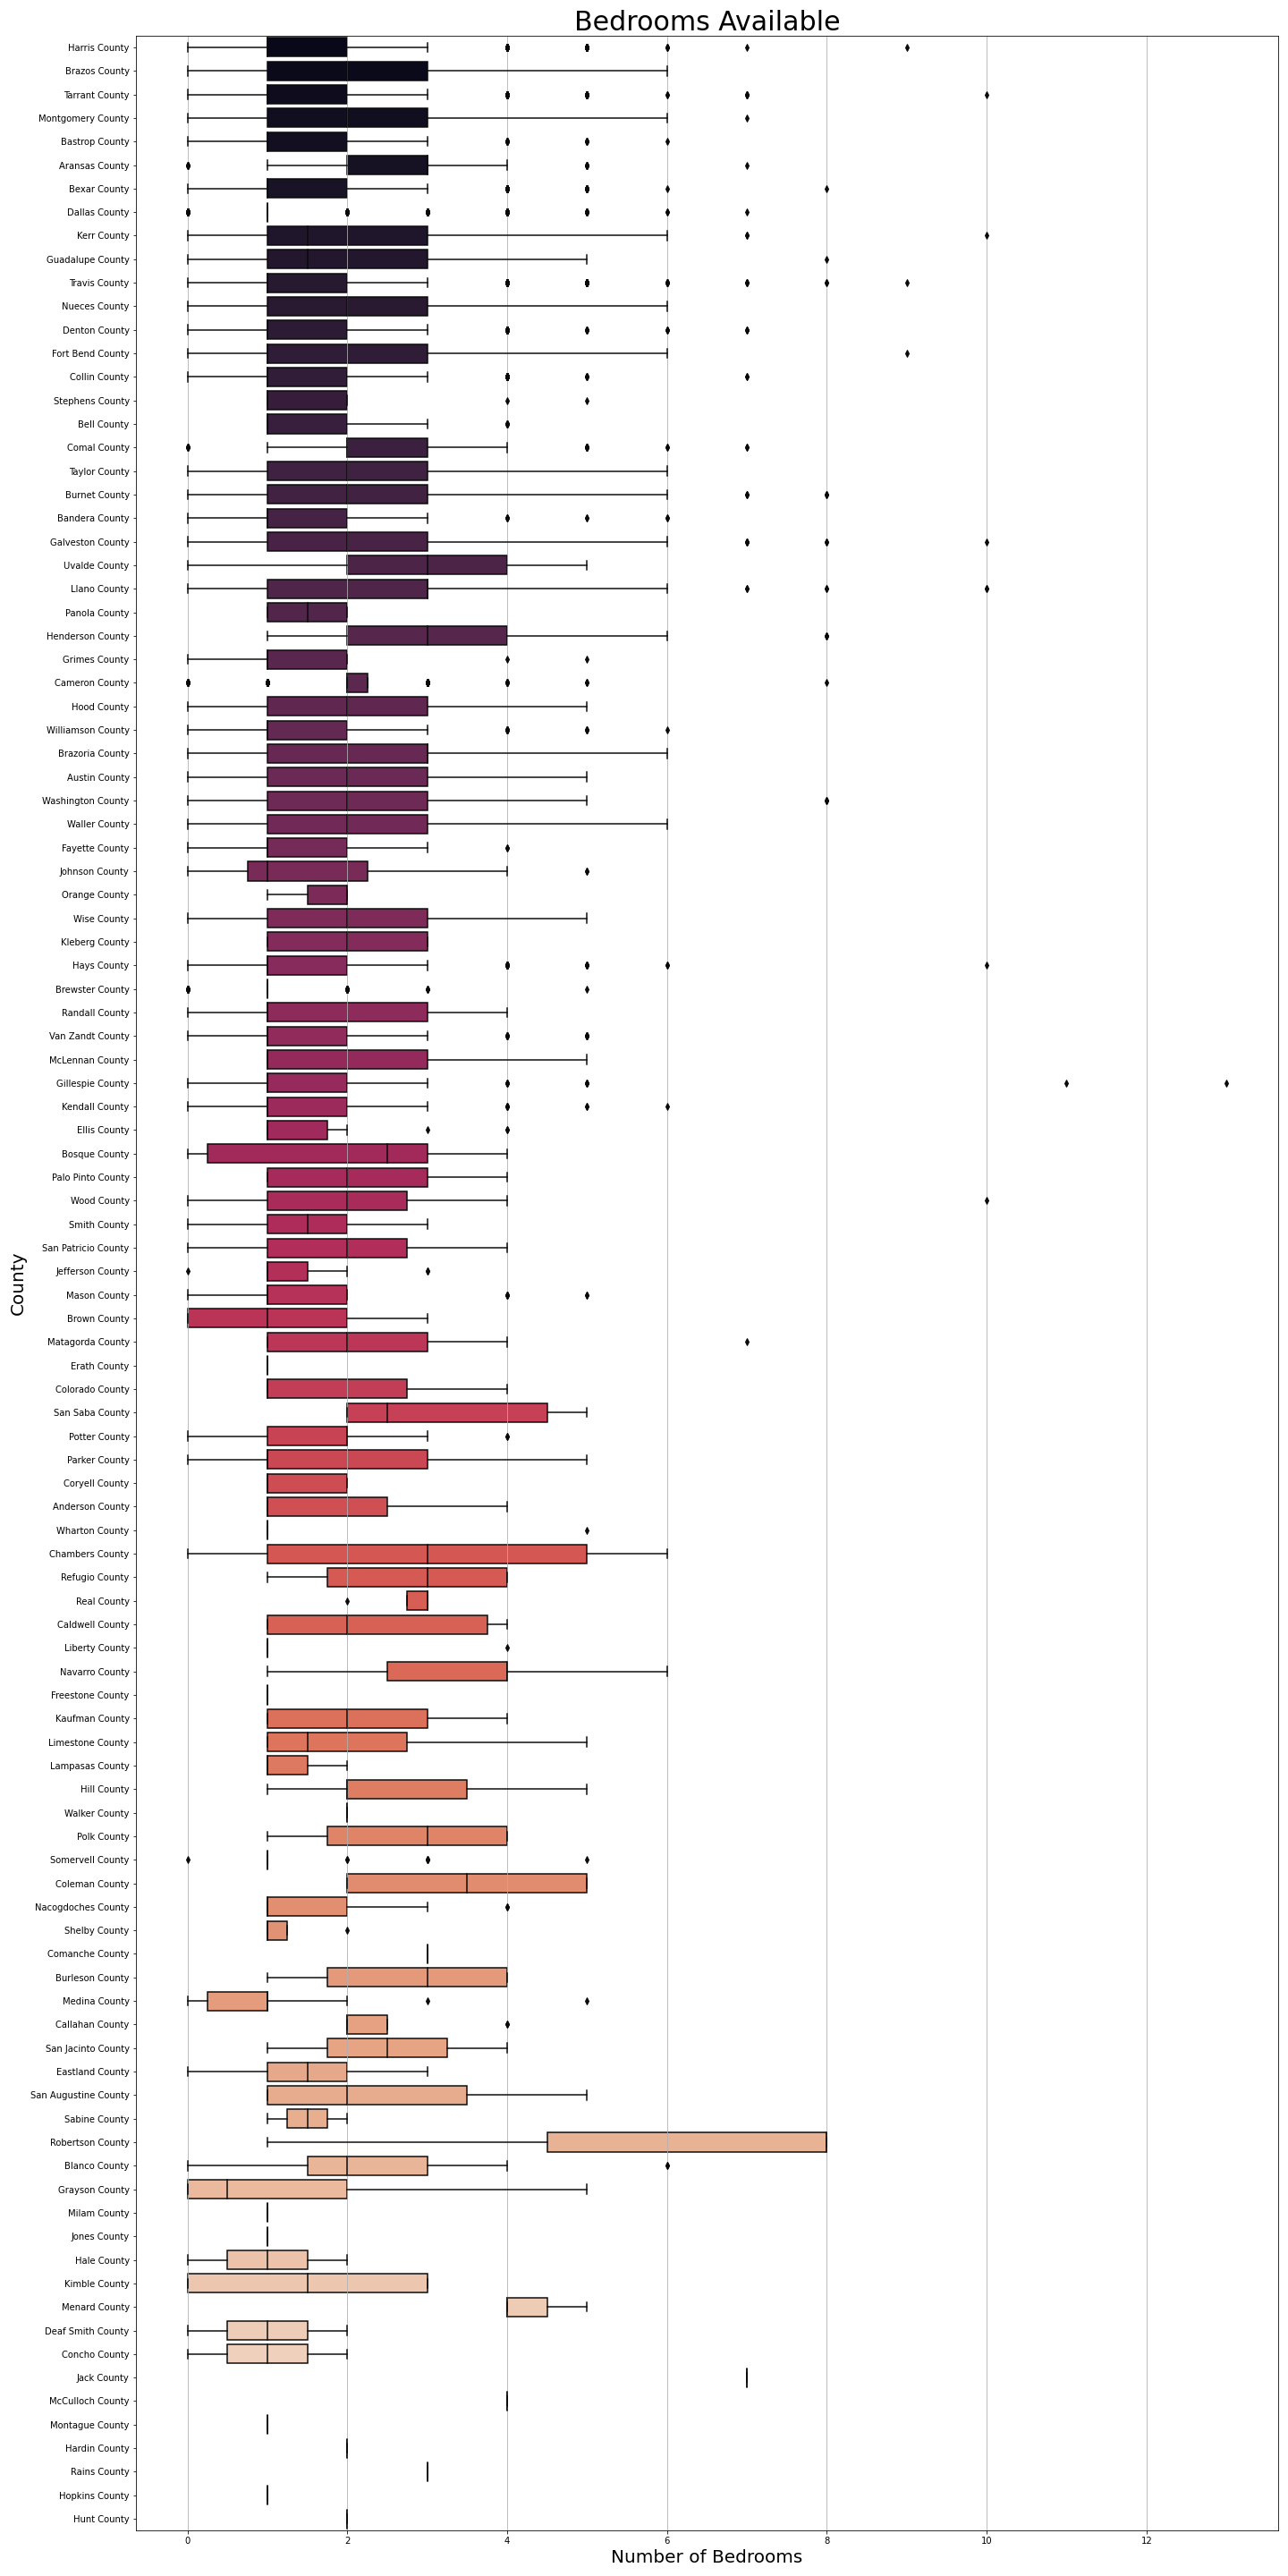 Bedrooms Available
Harris County
Brazos County
Tarrant County
Montgomery County
Bastrop County
Aransas County
Bexar County
Dallas County
Kerr County
Guadalupe County
Travis County
Nueces County
Denton County
Fort Bend County
Collin County
Stephens County
Bell County
Comal County
Taylor County
Burnet County
Bandera County
Galveston County
Uvalde County
Llano County
Panola County
Henderson County
Grimes County
Cameron County
Hood County
Williamson County
Brazoria County
Austin County
Washington County
Waller County
Fayette County
Johnson County
Orange County
Wise County
Kleberg County
Hays County
Brewster County
Randall County
Van Zandt County
McLennan County
Gillespie County
Kendall County
Ellis County
Bosque County
Palo Pinto County
Wood County
Smith County
San Patricio County
Jefferson County
Mason County
Brown County
Matagorda County
Erath County
Colorado County
San Saba County
Potter County
Parker County
Coryell County
Anderson County
Wharton County
Chambers County
Refugio County
Real County
Caldwell County
Liberty County
Navarro County
Freestone County
Kaufman County
Limestone County
Lampasas County
Hill County
Walker County
Polk County
Somervell County
Coleman County
Nacogdoches County
Shelby County
Comanche County
Burleson County
Medina County
Callahan County
San Jacinto County
Eastland County
San Augustine County
Sabine County
Robertson County
Blanco County
Grayson County
Milam County
Jones County
Hale County
Kimble County
Menard County
Deaf Smith County
Concho County
Jack County
McCulloch County
Montague County
Hardin County
Rains County
Hopkins County
Hunt County
County
0 2 4 6 8 10 12
Number of Bedrooms